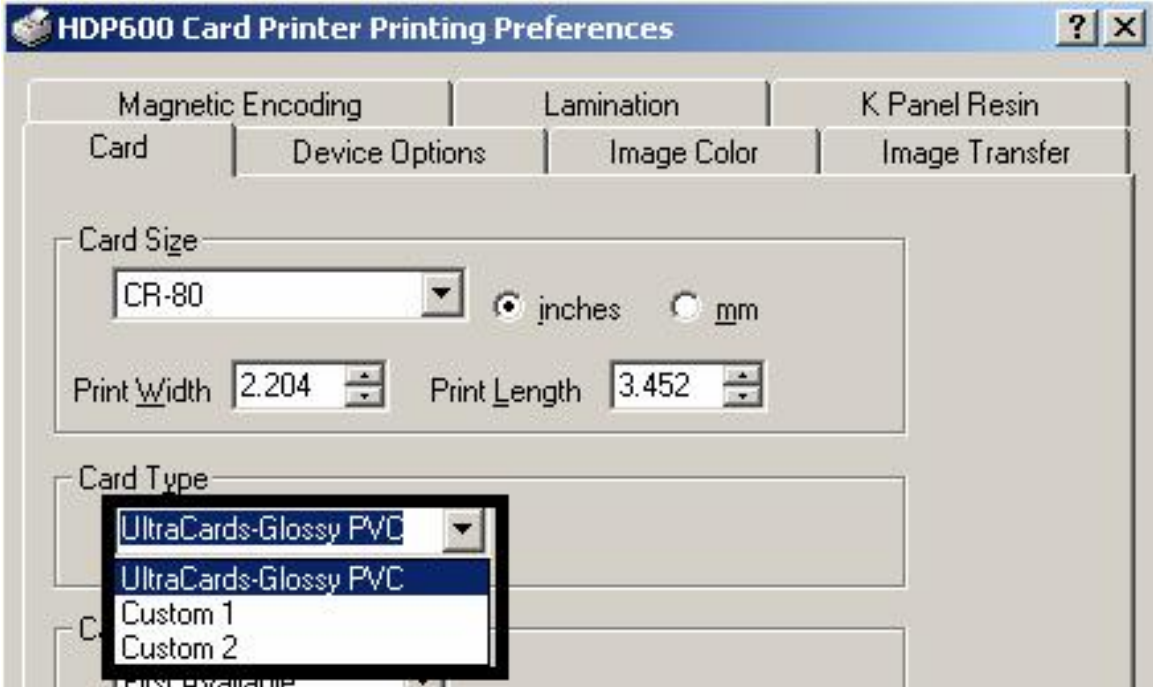 HDP600 Card Printer Printing Preferences
Magnetic Encoding Lamination K Panel Resin
Card Device Options Image Color Image Transfer
Card Size
CR-80 inches mm
Print Width 2.204 Print Length 3.452
Card Type
UltraCards-Glossy PVC
UltraCards-Glossy PVC
Custom 1
Custom 2
First Available